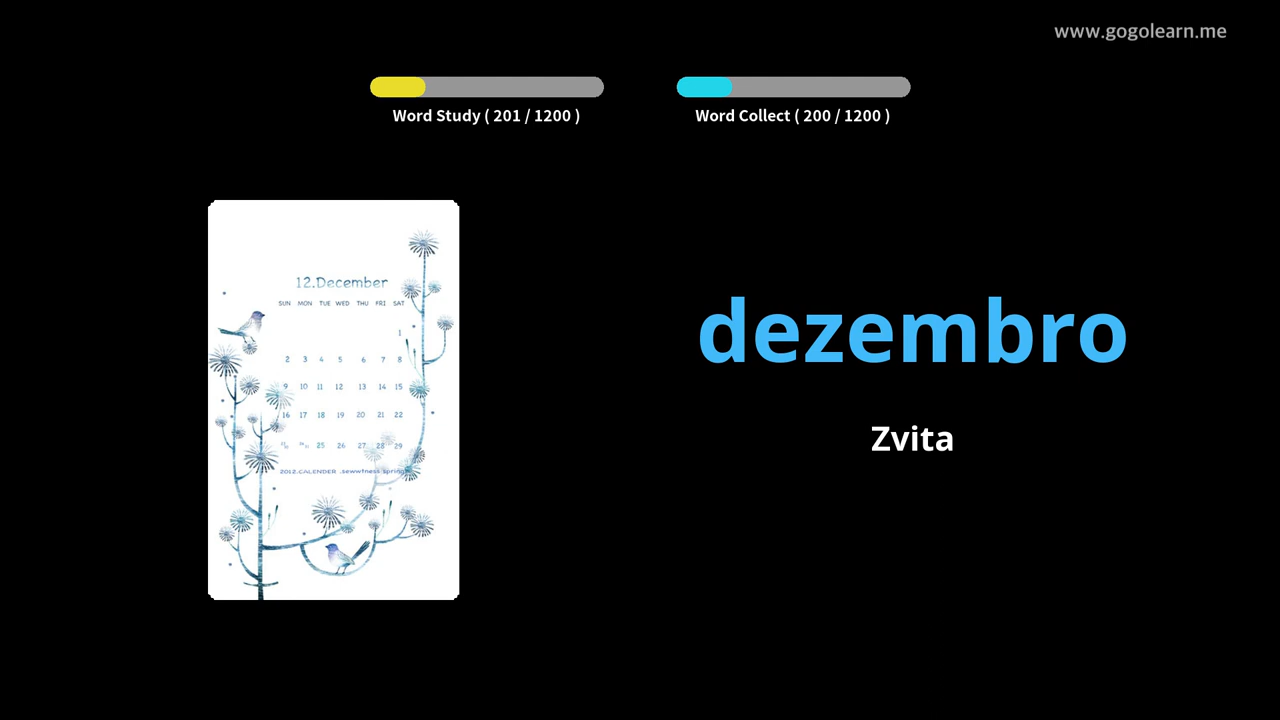 www.gogolearn.me
Word Study ( 201 / 1200 )
Word Collect ( 200 / 1200 )
12.December
SUN MON TUE WED THU FRI SAT
1
2 3 4 5 6 7 8
9 10 11 12 13 14 15
16 17 18 19 20 21 22
25 26 27 28 29
2012.CALENDER
dezembro
Zvita